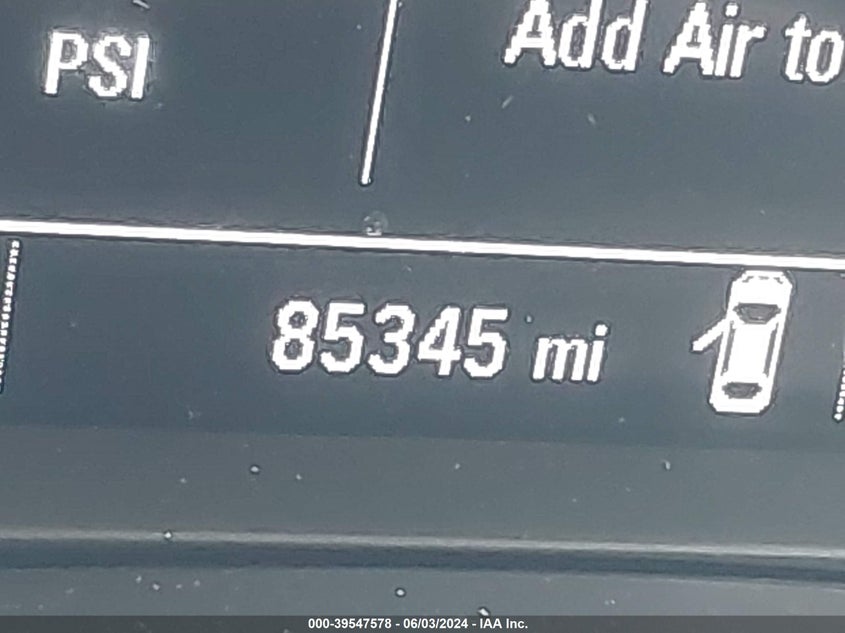 PSI
Add Air to
85345 mi
000-39547578 - 06/03/2024 - IAA Inc.